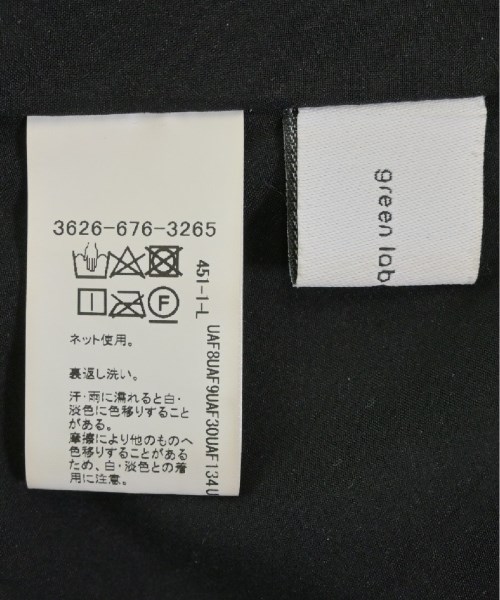 3626-676-3265
F
451-1-L
UAF8UAF9UAF30UAF134U
ネット使用。
裏返し洗い。
汗・雨に濡れると白・
淡色に色移りすること
がある。
摩擦により他のものへ
色移りすることがある
ため、白・淡色との着
用に注意。
green lab